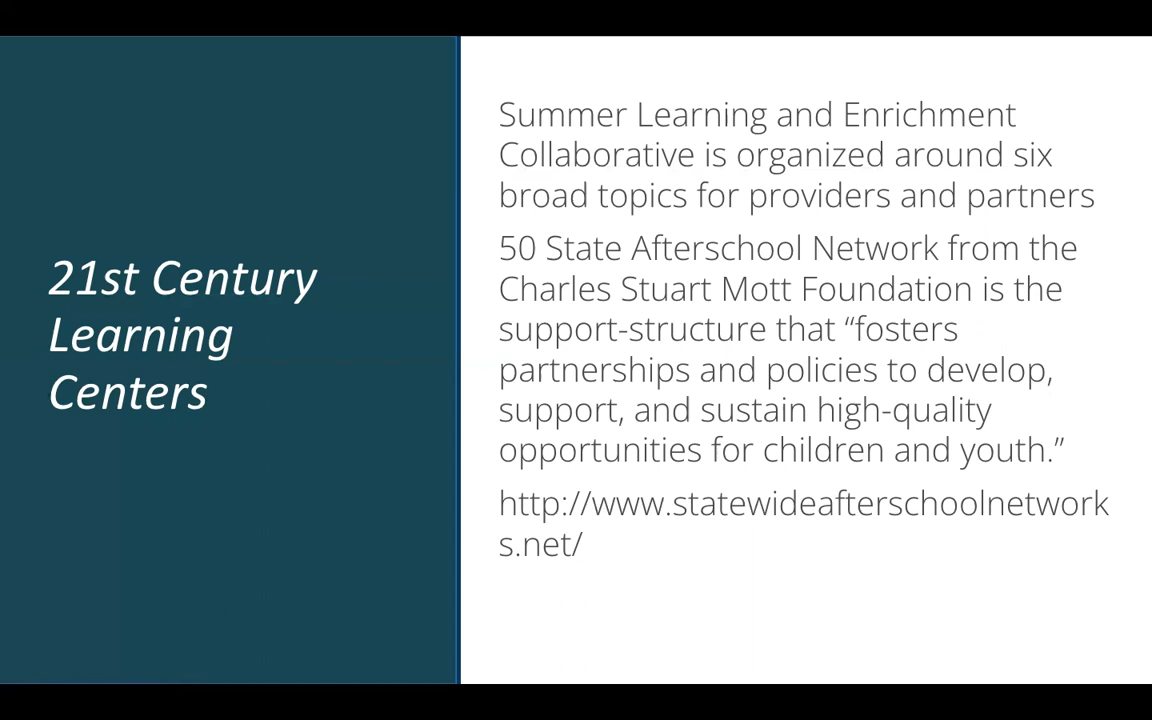 21st Century
Learning
Centers
Summer Learning and Enrichment
Collaborative is organized around six
broad topics for providers and partners
50 State Afterschool Network from the
Charles Stuart Mott Foundation is the
support-structure that “fosters
partnerships and policies to develop,
support, and sustain high-quality
opportunities for children and youth.”
http://www.statewideafterschoolnetwork
s.net/